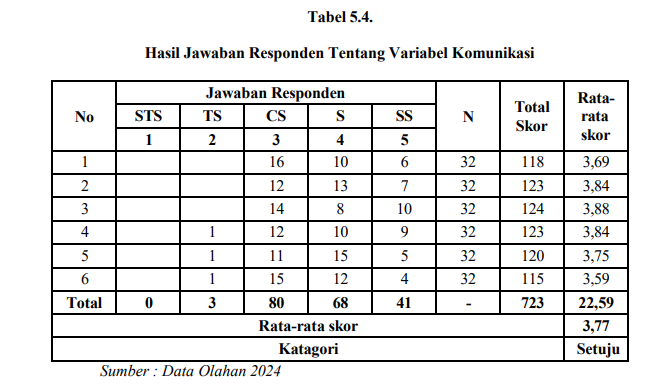 Tabel 5.4.
Hasil Jawaban Responden Tentang Variabel Komunikasi
No Jawaban Responden N Total Skor Rata-rata skor
STS TS CS S SS
1 2 3 4 5
1 16 10 6 32 118 3,69
2 12 13 7 32 123 3,84
3 14 8 10 32 124 3,88
4 1 12 10 9 32 123 3,84
5 1 11 15 5 32 120 3,75
6 1 15 12 4 32 115 3,59
Total 0 3 80 68 41 - 723 22,59
Rata-rata skor 3,77
Katagori Setuju
Sumber : Data Olahan 2024